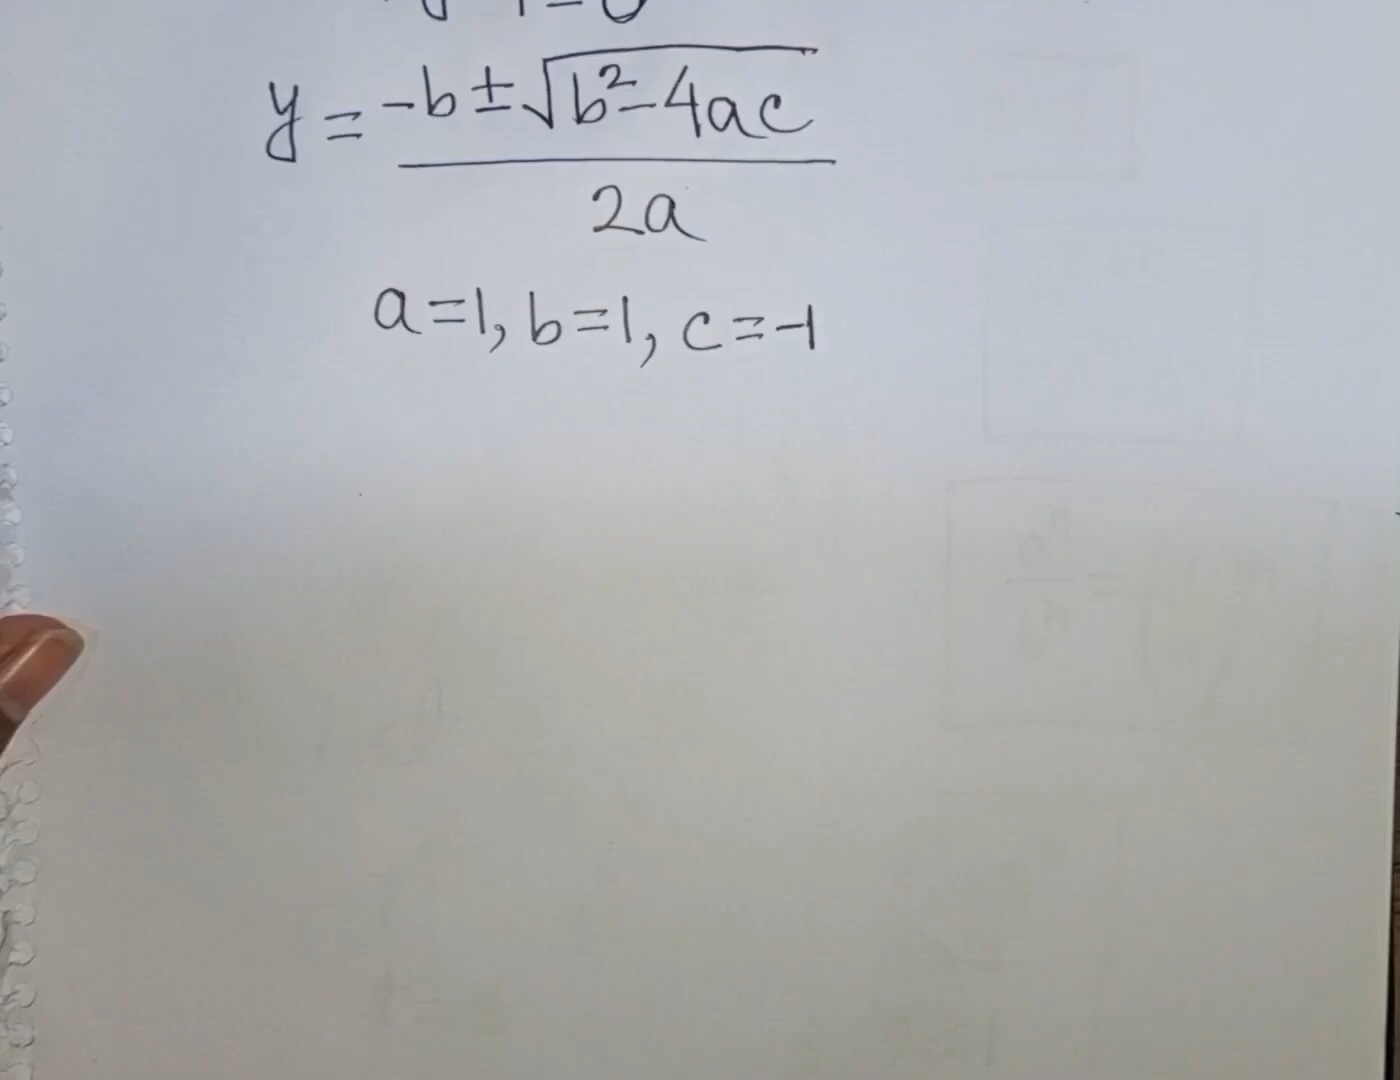 y = -b ± √b² - 4ac / 2a
a = 1, b = 1, c = -1